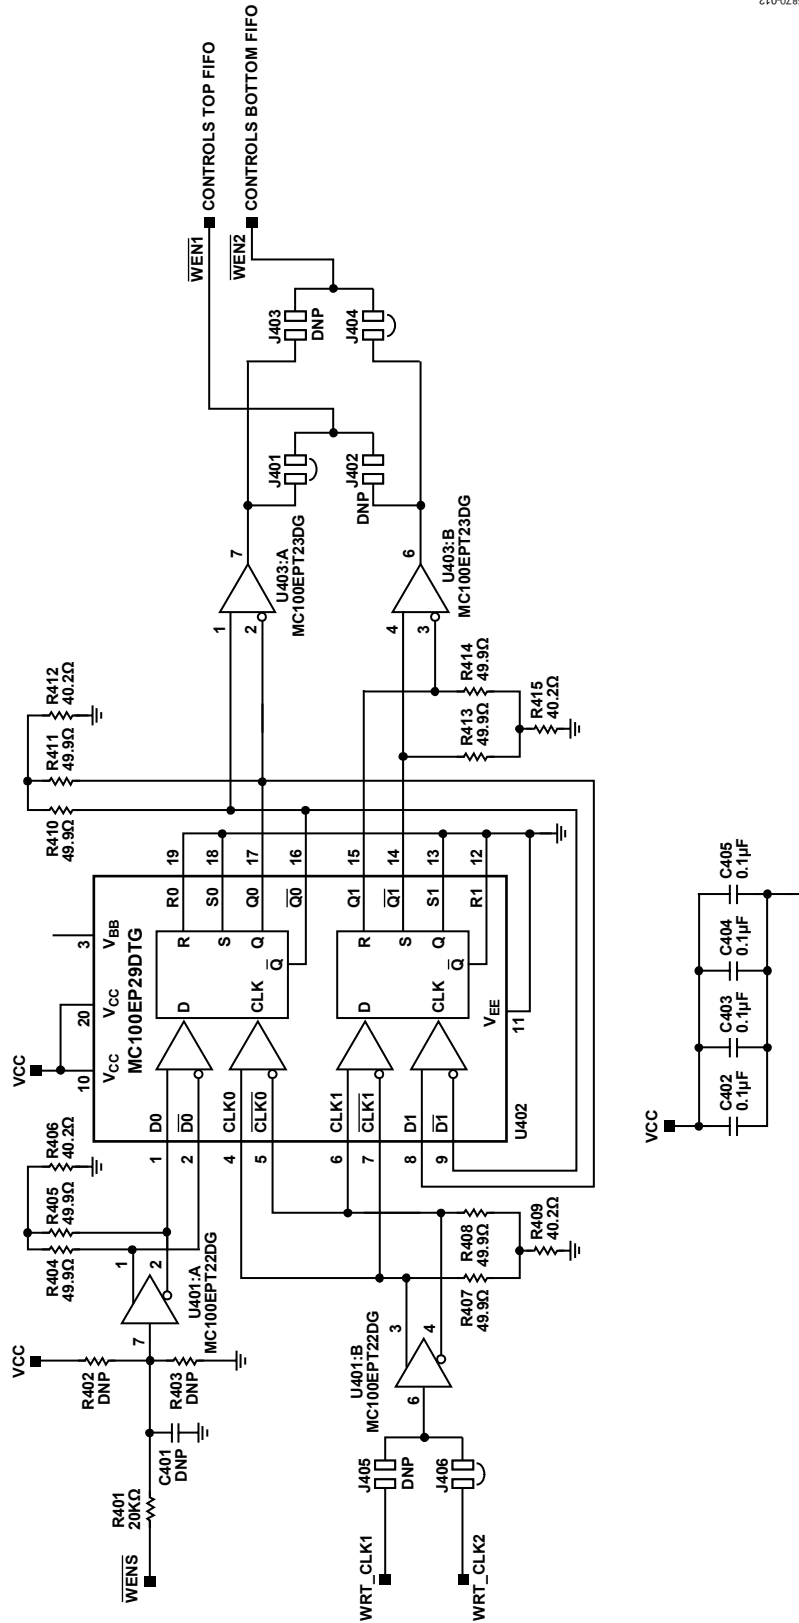 CONTROLS TOP FIFO
CONTROLS BOTTOM FIFO
WEN1
WEN2
J403
DNP
J404
J401
J402
DNP
7
U403:A
MC100EPT23DG
1
2
6
U403:B
MC100EPT23DG
4
3
R412
40.2Ω
R411
49.9Ω
R410
49.9Ω
R414
49.9Ω
R413
49.9Ω
R415
40.2Ω
19
18
17
16
15
14
13
12
R0
S0
Q0
Q0
Q1
Q1
S1
R1
R
S
Q
Q
D
CLK
R
S
Q
Q
D
CLK
3
VBB
20
VCC
10
VCC
VCC
MC100EP29DTG
VEE
11
U402
D0
D0
CLK0
CLK0
CLK1
CLK1
D1
D1
1
2
4
5
6
7
8
9
R406
40.2Ω
R405
49.9Ω
R404
49.9Ω
1
2
U401:A
MC100EPT22DG
7
VCC
R402
DNP
R403
DNP
C401
DNP
R401
20KΩ
WENS
R408
49.9Ω
R407
49.9Ω
R409
40.2Ω
3
4
U401:B
MC100EPT22DG
6
J405
DNP
J406
WRT_CLK1
WRT_CLK2
VCC
C402
0.1µF
C403
0.1µF
C404
0.1µF
C405
0.1µF